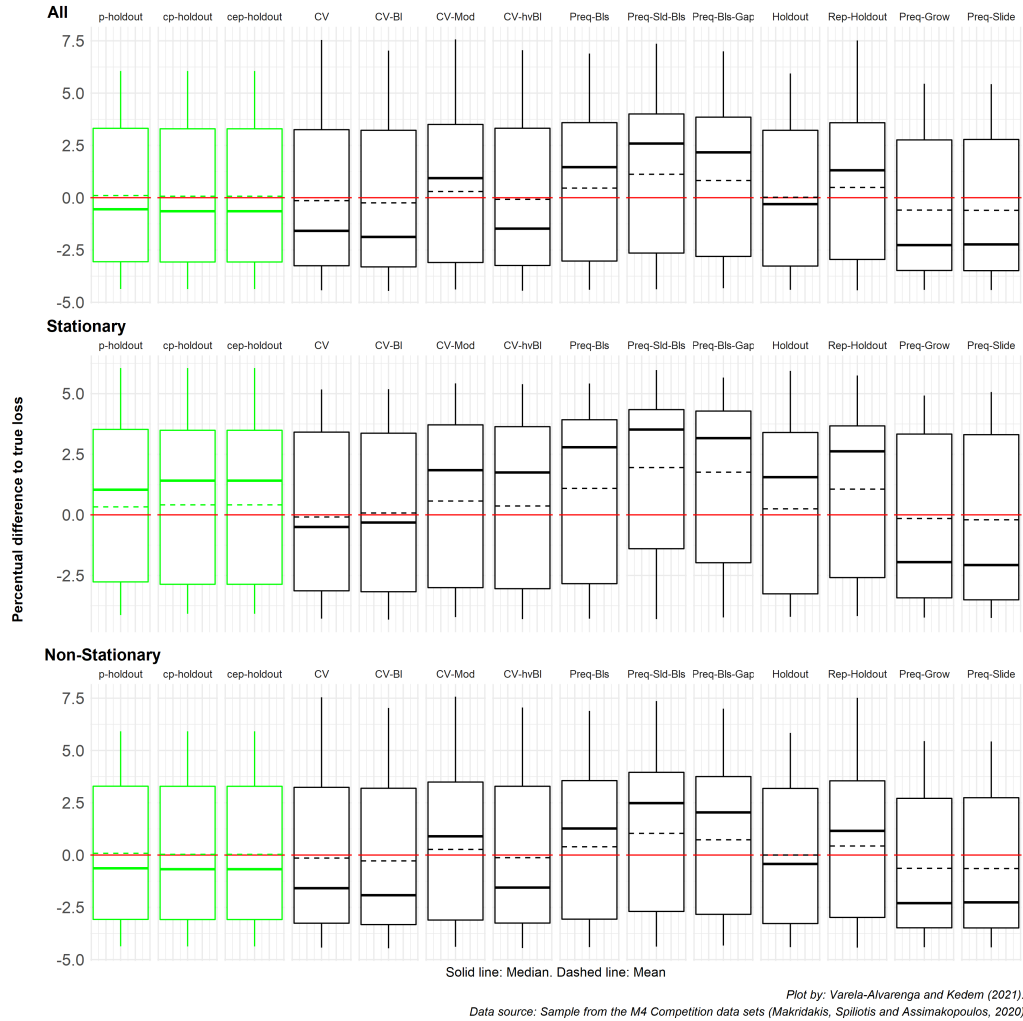 All
p-holdout cp-holdout cep-holdout CV CV-Bl CV-Mod CV-hvBl Preq-Bls Preq-Sld-Bls Preq-Bls-Gap Holdout Rep-Holdout Preq-Grow Preq-Slide
7.5
5.0
2.5
0.0
-2.5
-5.0
Stationary
p-holdout cp-holdout cep-holdout CV CV-Bl CV-Mod CV-hvBl Preq-Bls Preq-Sld-Bls Preq-Bls-Gap Holdout Rep-Holdout Preq-Grow Preq-Slide
5.0
2.5
0.0
-2.5
Percentual difference to true loss
Non-Stationary
p-holdout cp-holdout cep-holdout CV CV-Bl CV-Mod CV-hvBl Preq-Bls Preq-Sld-Bls Preq-Bls-Gap Holdout Rep-Holdout Preq-Grow Preq-Slide
7.5
5.0
2.5
0.0
-2.5
-5.0
Solid line: Median. Dashed line: Mean
Plot by: Varela-Alvarenga and Kedem (2021).
Data source: Sample from the M4 Competition data sets (Makridakis, Spiliotis and Assimakopoulos, 2020)